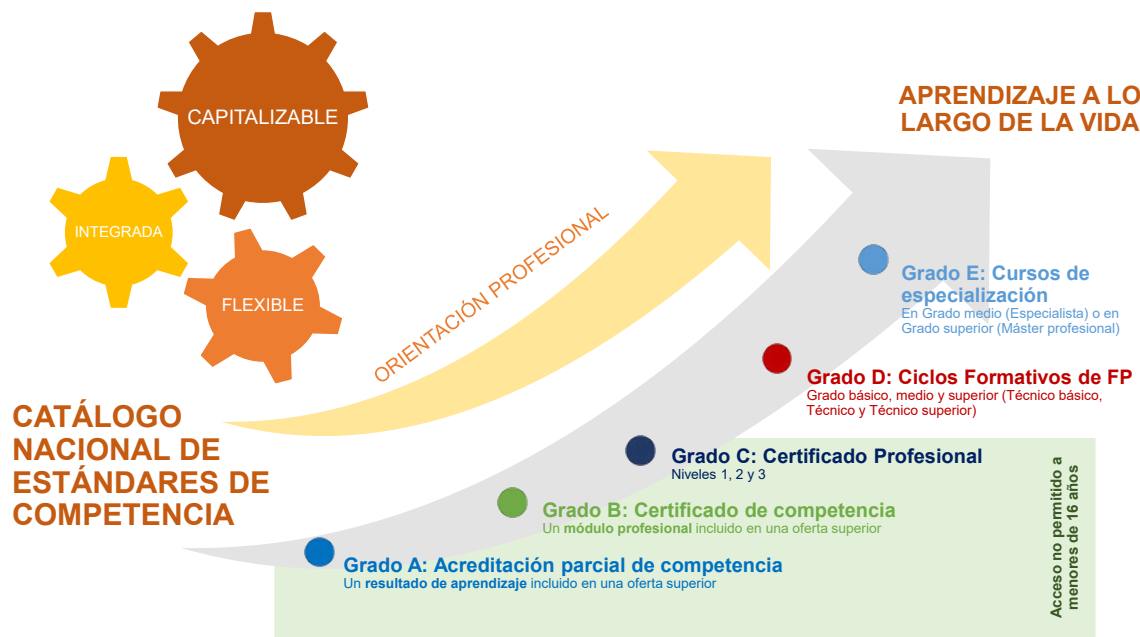 CAPITALIZABLE
INTEGRADA
FLEXIBLE
APRENDIZAJE A LO
LARGO DE LA VIDA
ORIENTACIÓN PROFESIONAL
CATÁLOGO
NACIONAL DE
ESTÁNDARES DE
COMPETENCIA
Grado E: Cursos de
especialización
En Grado medio (Especialista) o en
Grado superior (Máster profesional)
Grado D: Ciclos Formativos de FP
Grado básico, medio y superior (Técnico básico,
Técnico y Técnico superior)
Grado C: Certificado Profesional
Niveles 1, 2 y 3
Grado B: Certificado de competencia
Un módulo profesional incluido en una oferta superior
Grado A: Acreditación parcial de competencia
Un resultado de aprendizaje incluido en una oferta superior
Acceso no permitido a
menores de 16 años